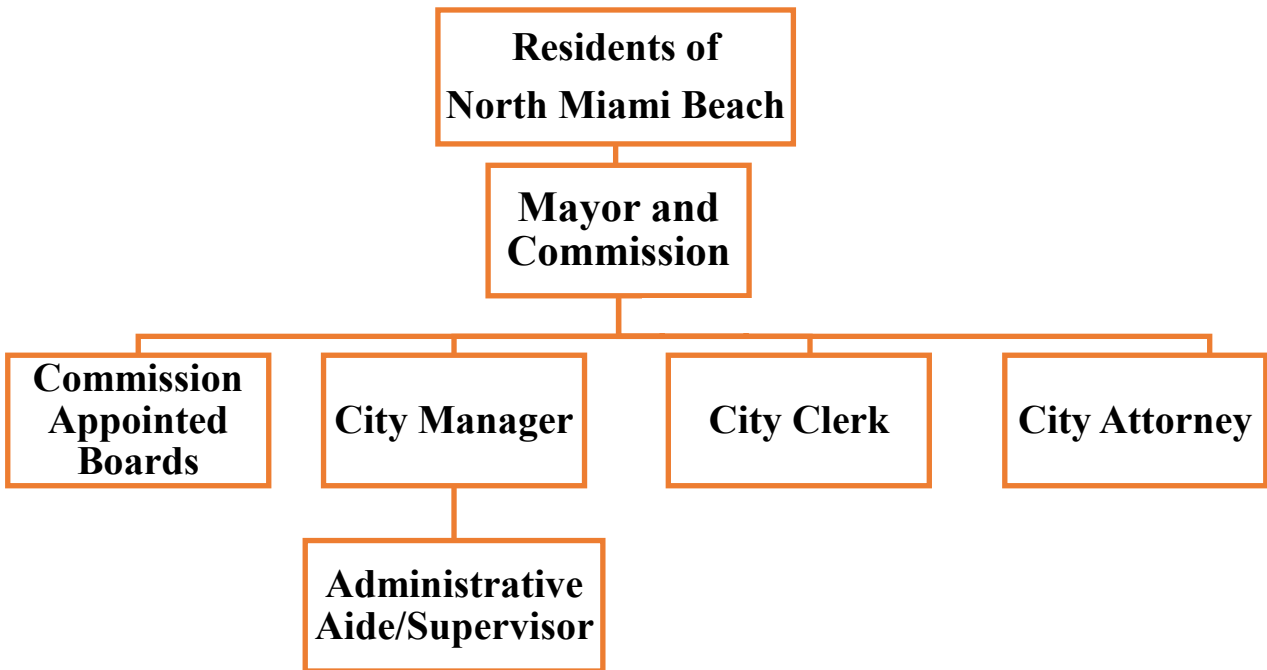 Residents of
North Miami Beach
Mayor and
Commission
Commission
Appointed
Boards
City Manager
City Clerk
City Attorney
Administrative
Aide/Supervisor